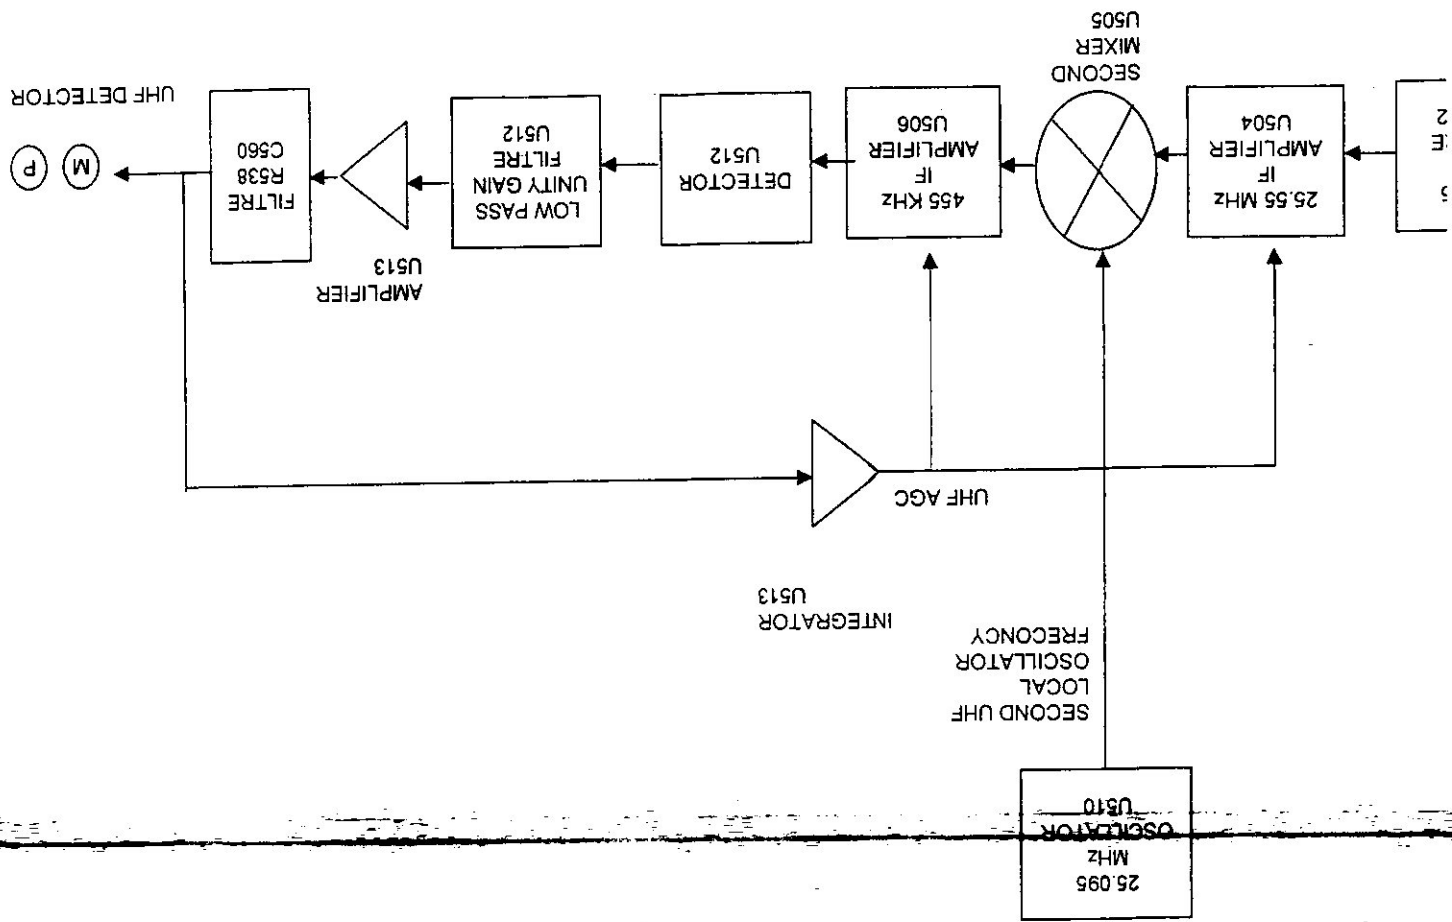 25.095
MHz
OSCILLATOR
U510
SECOND UHF
LOCAL
OSCILLATOR
FRECONCY
INTEGRATOR
U513
UHF AGC
25.55 MHz
IF
AMPLIFIER
U504
SECOND
MIXER
U505
455 KHz
IF
AMPLIFIER
U506
DETECTOR
U512
LOW PASS
UNITY GAIN
FILTRE
U512
AMPLIFIER
U513
FILTRE
R538
C560
M
P
UHF DETECTOR